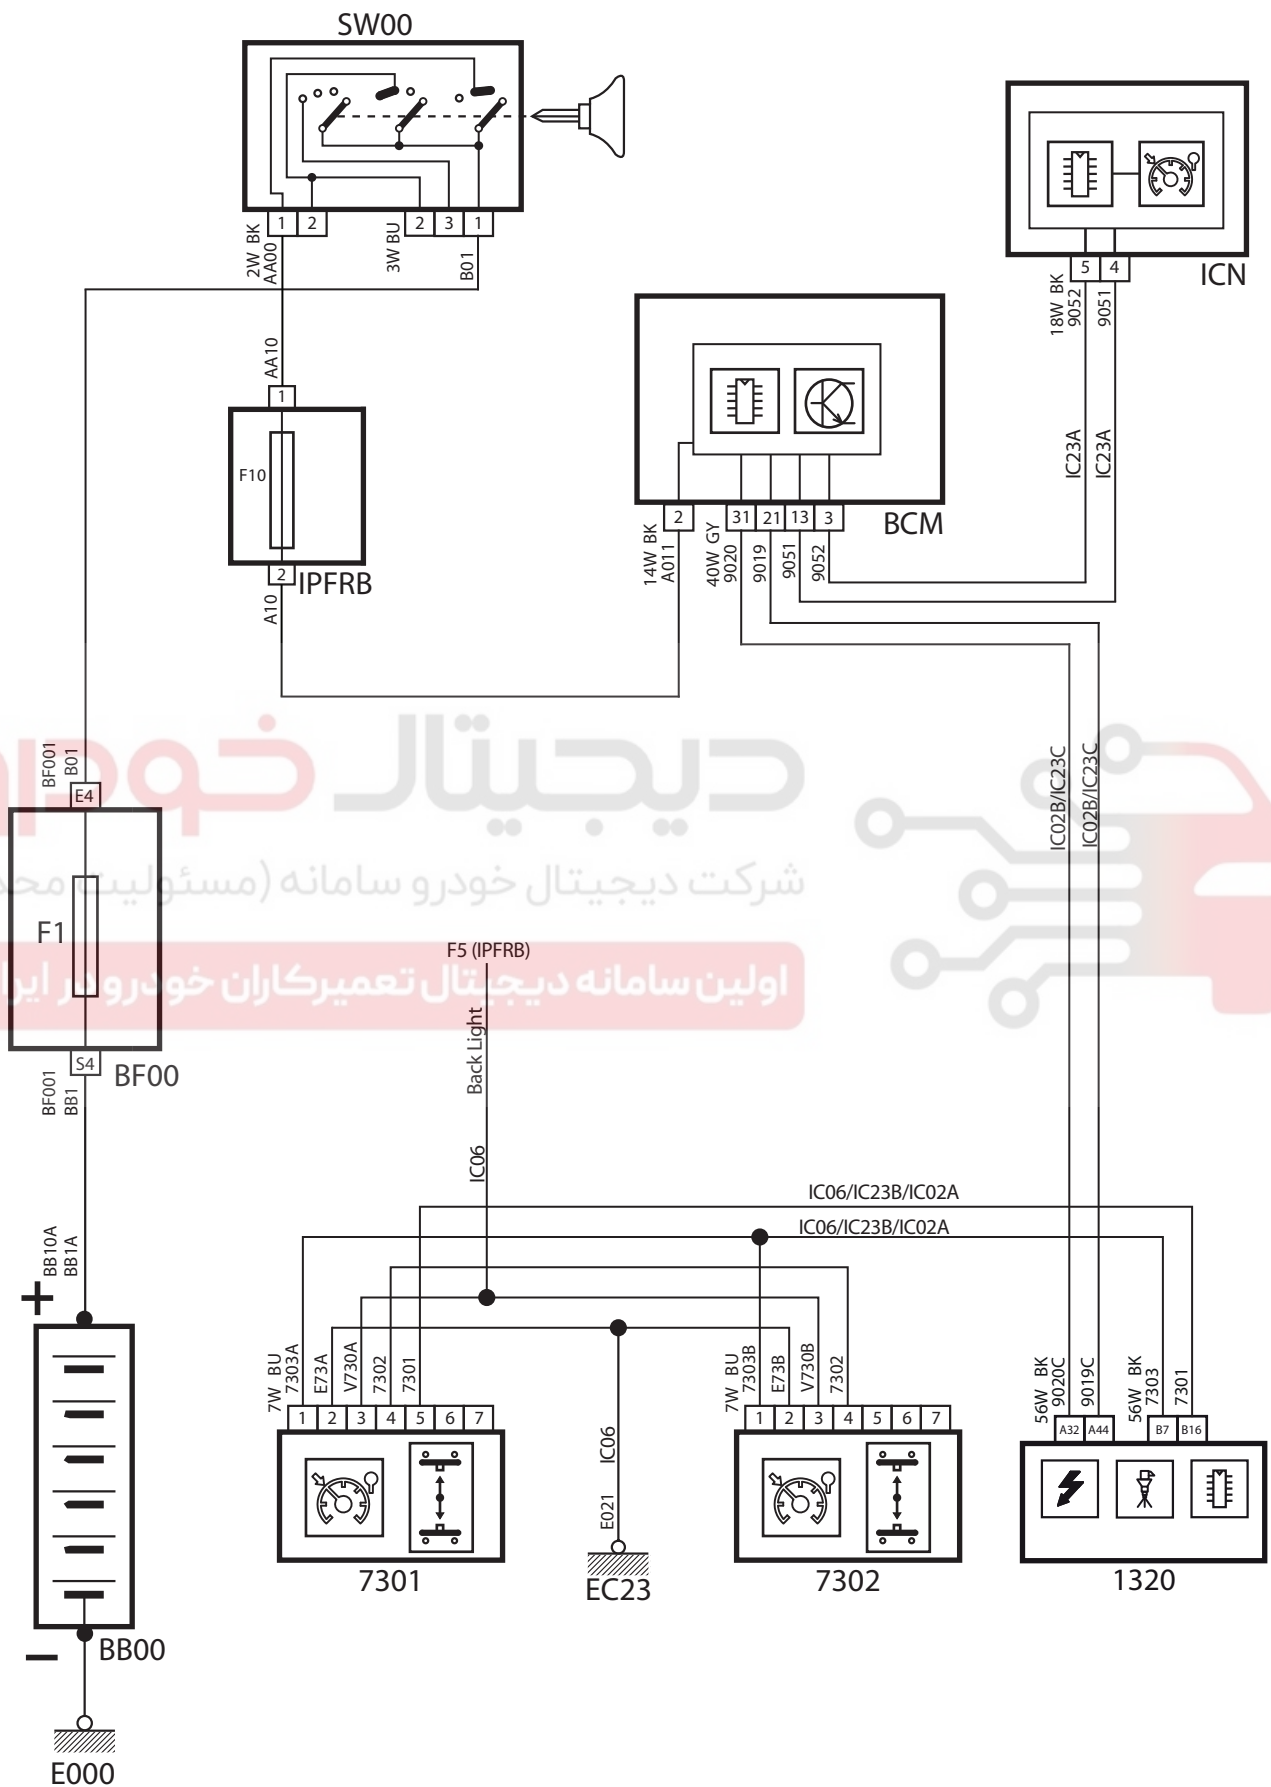 SW00
1
2
2
3
1
2W BK
AA00
3W BU
B01
ICN
5
4
18W BK
9052
9051
IC23A
IC23A
AA10
1
F10
2
IPFRB
A10
BCM
2
31
21
13
3
14W BK
A011
40W GY
9020
9019
9051
9052
BF001
B01
E4
F1
S4
BF00
BF001
BB1
دیجیتال خودرو
شرکت دیجیتال خودرو سامانه (مسئولیت
اولین سامانه دیجیتال تعمیرکاران خودرو در
IC02B/IC23C
IC02B/IC23C
F5 (IPFRB)
Back Light
IC06
IC06/IC23B/IC02A
IC06/IC23B/IC02A
BB10A
BB1A
+
BB00
−
E000
7W BU
7303A
E73A
V730A
7302
7301
1
2
3
4
5
6
7
7301
E021
IC06
EC23
7W BU
7303B
E73B
V730B
7302
1
2
3
4
5
6
7
7302
56W BK
9020C
9019C
56W BK
7303
7301
A32
A44
B7
B16
1320